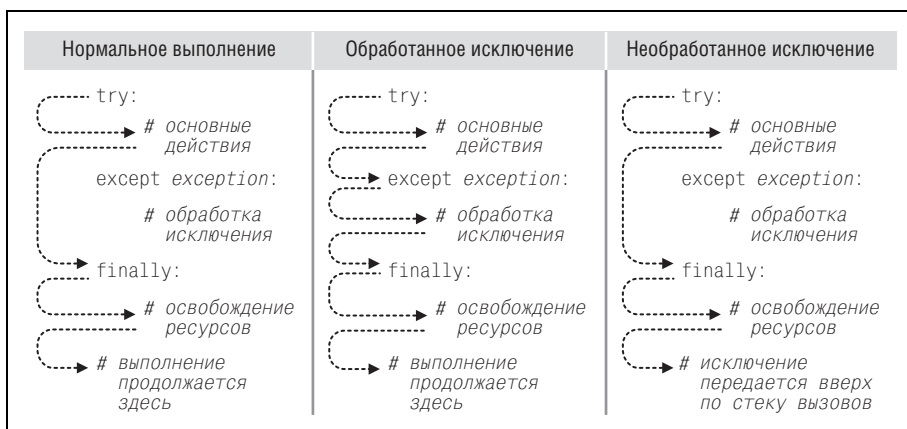 Нормальное выполнение
try:
# основные
действия
except exception:
# обработка
исключения
finally:
# освобождение
ресурсов
# выполнение
продолжается
здесь
Обработанное исключение
try:
# основные
действия
except exception:
# обработка
исключения
finally:
# освобождение
ресурсов
# выполнение
продолжается
здесь
Необработанное исключение
try:
# основные
действия
except exception:
# обработка
исключения
finally:
# освобождение
ресурсов
# исключение
передается вверх
по стеку вызовов